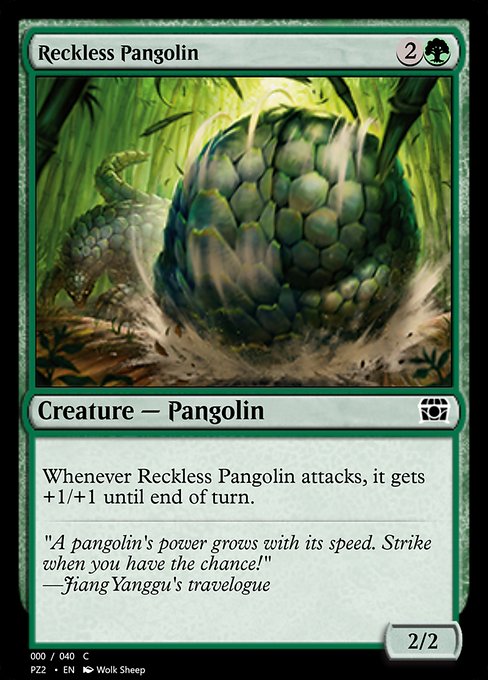 Reckless Pangolin 2
Creature — Pangolin
Whenever Reckless Pangolin attacks, it gets
+1/+1 until end of turn.
"A pangolin's power grows with its speed. Strike
when you have the chance!"
—Jiang Yanggu's travelogue
2/2
000 / 040 C
PZ2 • EN Wolk Sheep